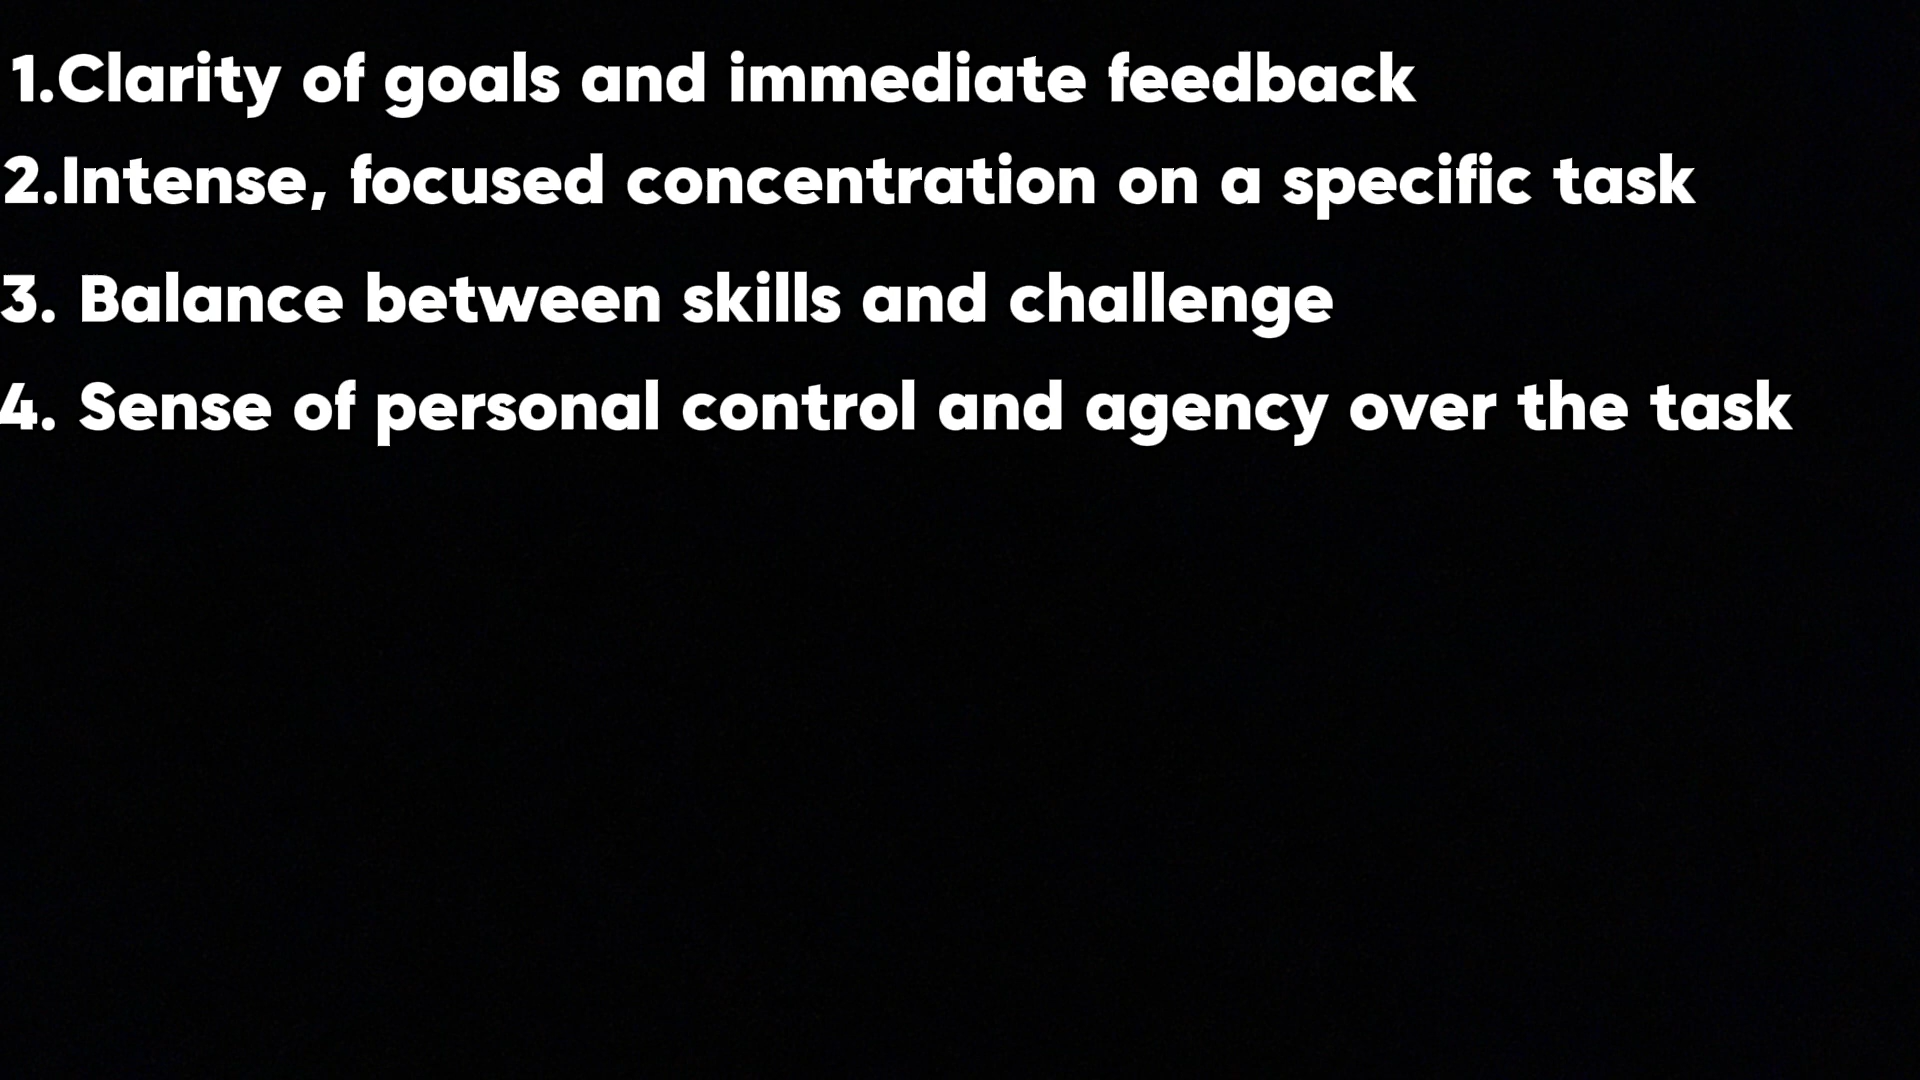 1.Clarity of goals and immediate feedback
2.Intense, focused concentration on a specific task
3. Balance between skills and challenge
4. Sense of personal control and agency over the task